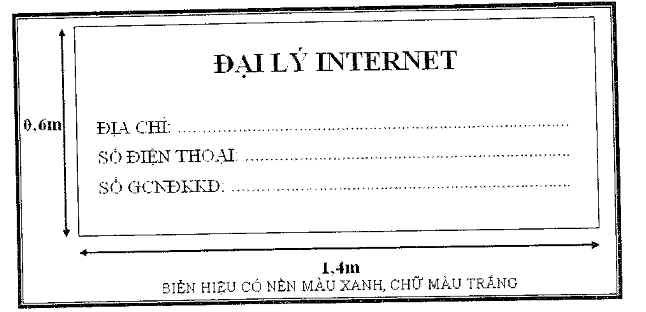 ĐẠI LÝ INTERNET
0,6m
ĐỊA CHỈ: ..........
SỐ ĐIỆN THOẠI: ..........
SỐ GCNĐKKD: ..........
1,4m
BIỂN HIỆU CÓ NỀN MÀU XANH, CHỮ MÀU TRẮNG